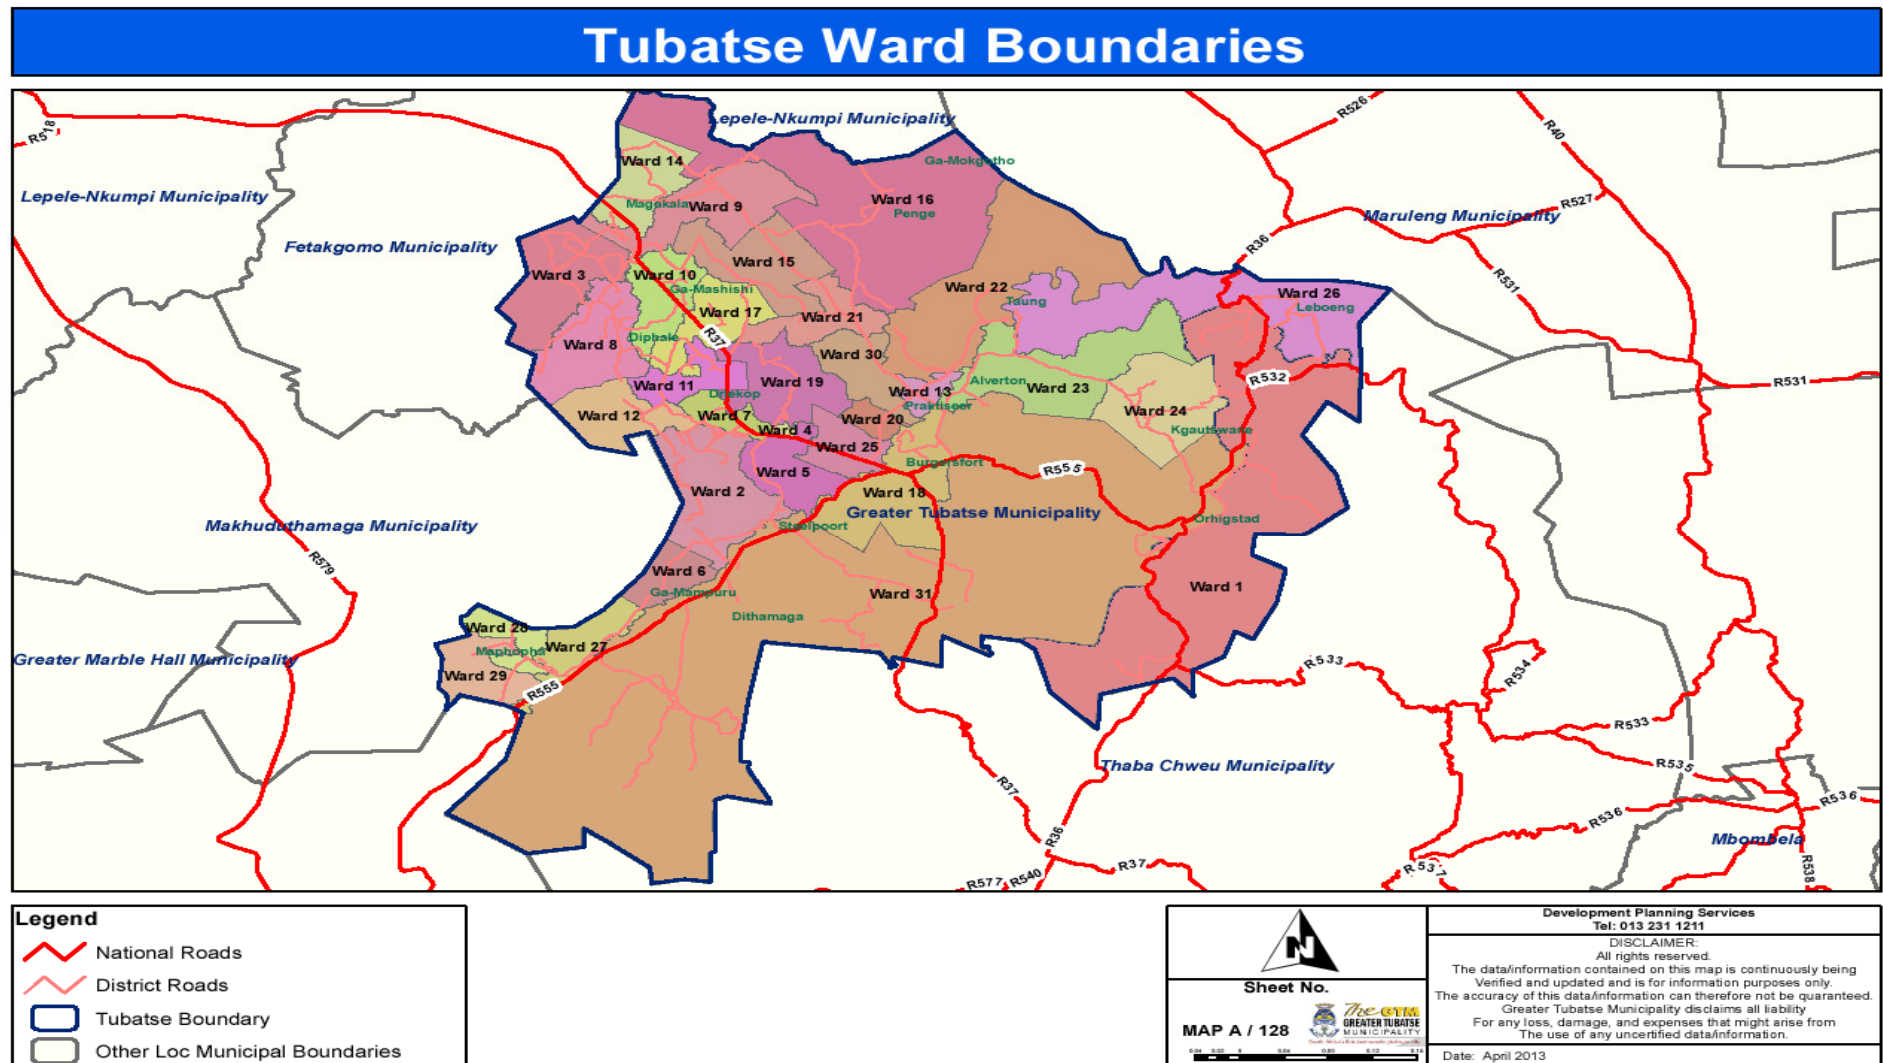 Tubatse Ward Boundaries
R518
R526
R40
Lepele-Nkumpi Municipality
Ward 14
Ga-Mokgotho
Lepele-Nkumpi Municipality
Magakala
Ward 9
Ward 16
Penge
R527
Maruleng Municipality
Fetakgomo Municipality
R36
Ward 3
Ward 10
Ward 15
R531
Ga-Mashishi
Ward 22
Taung
Ward 26
Leboeng
Ward 17
Ward 21
R37
Diphale
Ward 8
Ward 30
Ward 11
Ward 19
Ward 13
Alverton
Ward 23
R532
R531
Driekop
Praktiseer
Ward 12
Ward 7
Ward 20
Ward 24
Ward 4
Kgautswane
Ward 25
Burgersfort
Ward 5
R555
Ward 2
Ward 18
Makhuduthamaga Municipality
Steelpoort
Greater Tubatse Municipality
Orhigstad
R579
Ward 6
Ga-Mampuru
Ward 31
Ward 1
Dithamaga
Ward 28
Maphopha
Ward 27
Greater Marble Hall Municipality
Ward 29
R555
R533
R534
R533
Thaba Chweu Municipality
R535
R37
R536
R536
R36
Mbombela
R37
R537
R538
R577
R540
Legend
National Roads
District Roads
Tubatse Boundary
Other Loc Municipal Boundaries
N
Sheet No.
MAP A / 128
The GTM
GREATER TUBATSE
MUNICIPALITY
Development Planning Services
Tel: 013 231 1211
DISCLAIMER:
All rights reserved.
The data/information contained on this map is continuously being
Verified and updated and is for information purposes only.
The accuracy of this data/information can therefore not be quaranteed.
Greater Tubatse Municipality disclaims all liability
For any loss, damage, and expenses that might arise from
The use of any uncertified data/information.
Date: April 2013